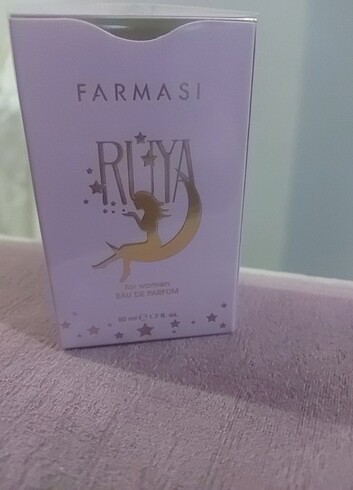 FARMASI
RUYA
for women
EAU DE PARFUM
50 ml ℮ 1.7 fl. oz.